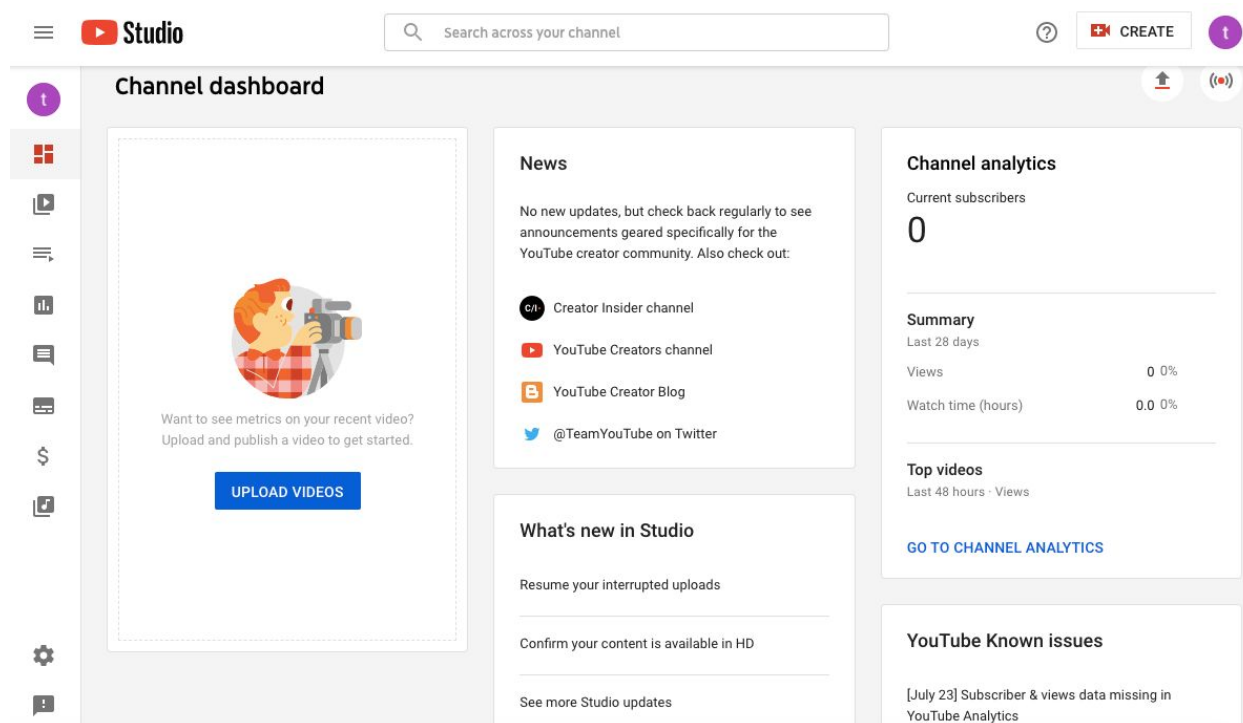 Studio
Search across your channel
CREATE
t
t
Channel dashboard
Want to see metrics on your recent video?
Upload and publish a video to get started.
UPLOAD VIDEOS
News
No new updates, but check back regularly to see
announcements geared specifically for the
YouTube creator community. Also check out:
C/I
Creator Insider channel
YouTube Creators channel
YouTube Creator Blog
@TeamYouTube on Twitter
What's new in Studio
Resume your interrupted uploads
Confirm your content is available in HD
See more Studio updates
Channel analytics
Current subscribers
0
Summary
Last 28 days
Views 0 0%
Watch time (hours) 0.0 0%
Top videos
Last 48 hours · Views
GO TO CHANNEL ANALYTICS
YouTube Known issues
[July 23] Subscriber & views data missing in
YouTube Analytics